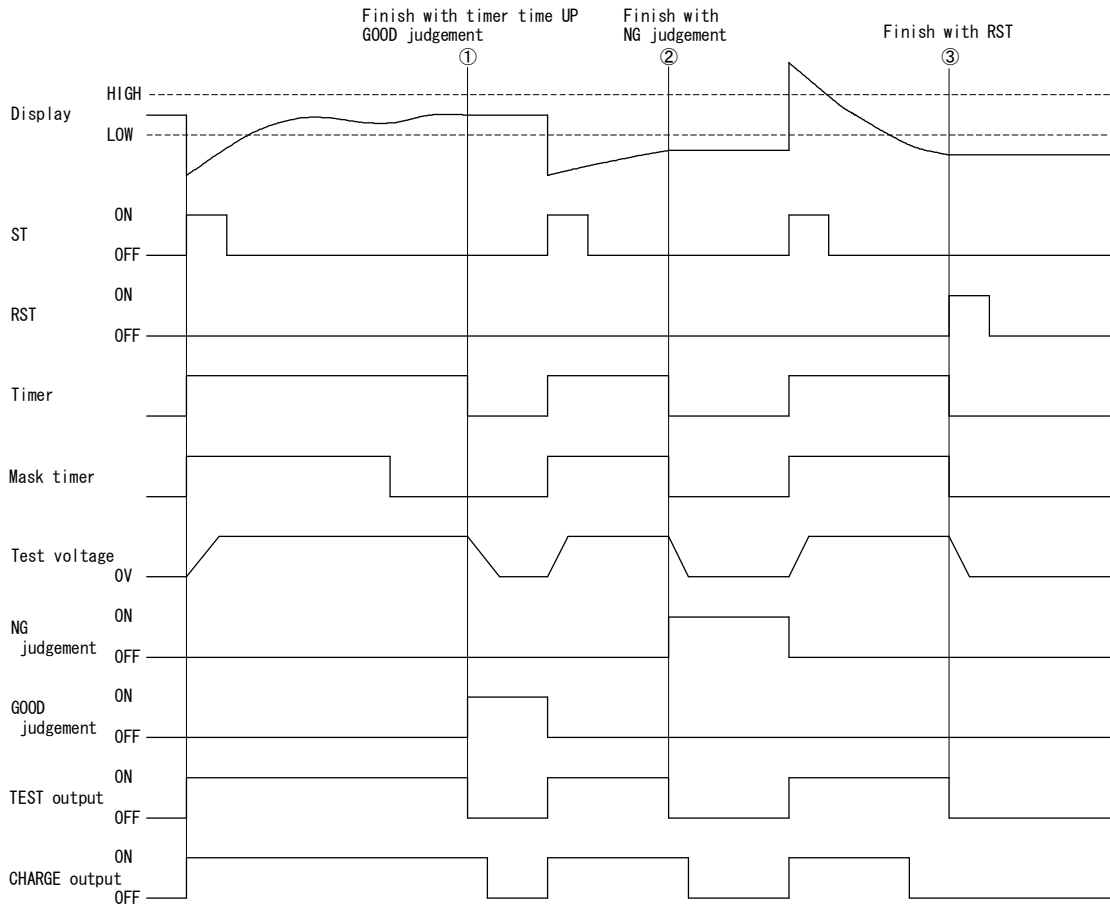 Finish with timer time UP
GOOD judgement
①
Finish with
NG judgement
②
Finish with RST
③
Display
HIGH
LOW
ST
ON
OFF
RST
ON
OFF
Timer
Mask timer
Test voltage
0V
NG
judgement
ON
OFF
GOOD
judgement
ON
OFF
TEST output
ON
OFF
CHARGE output
ON
OFF